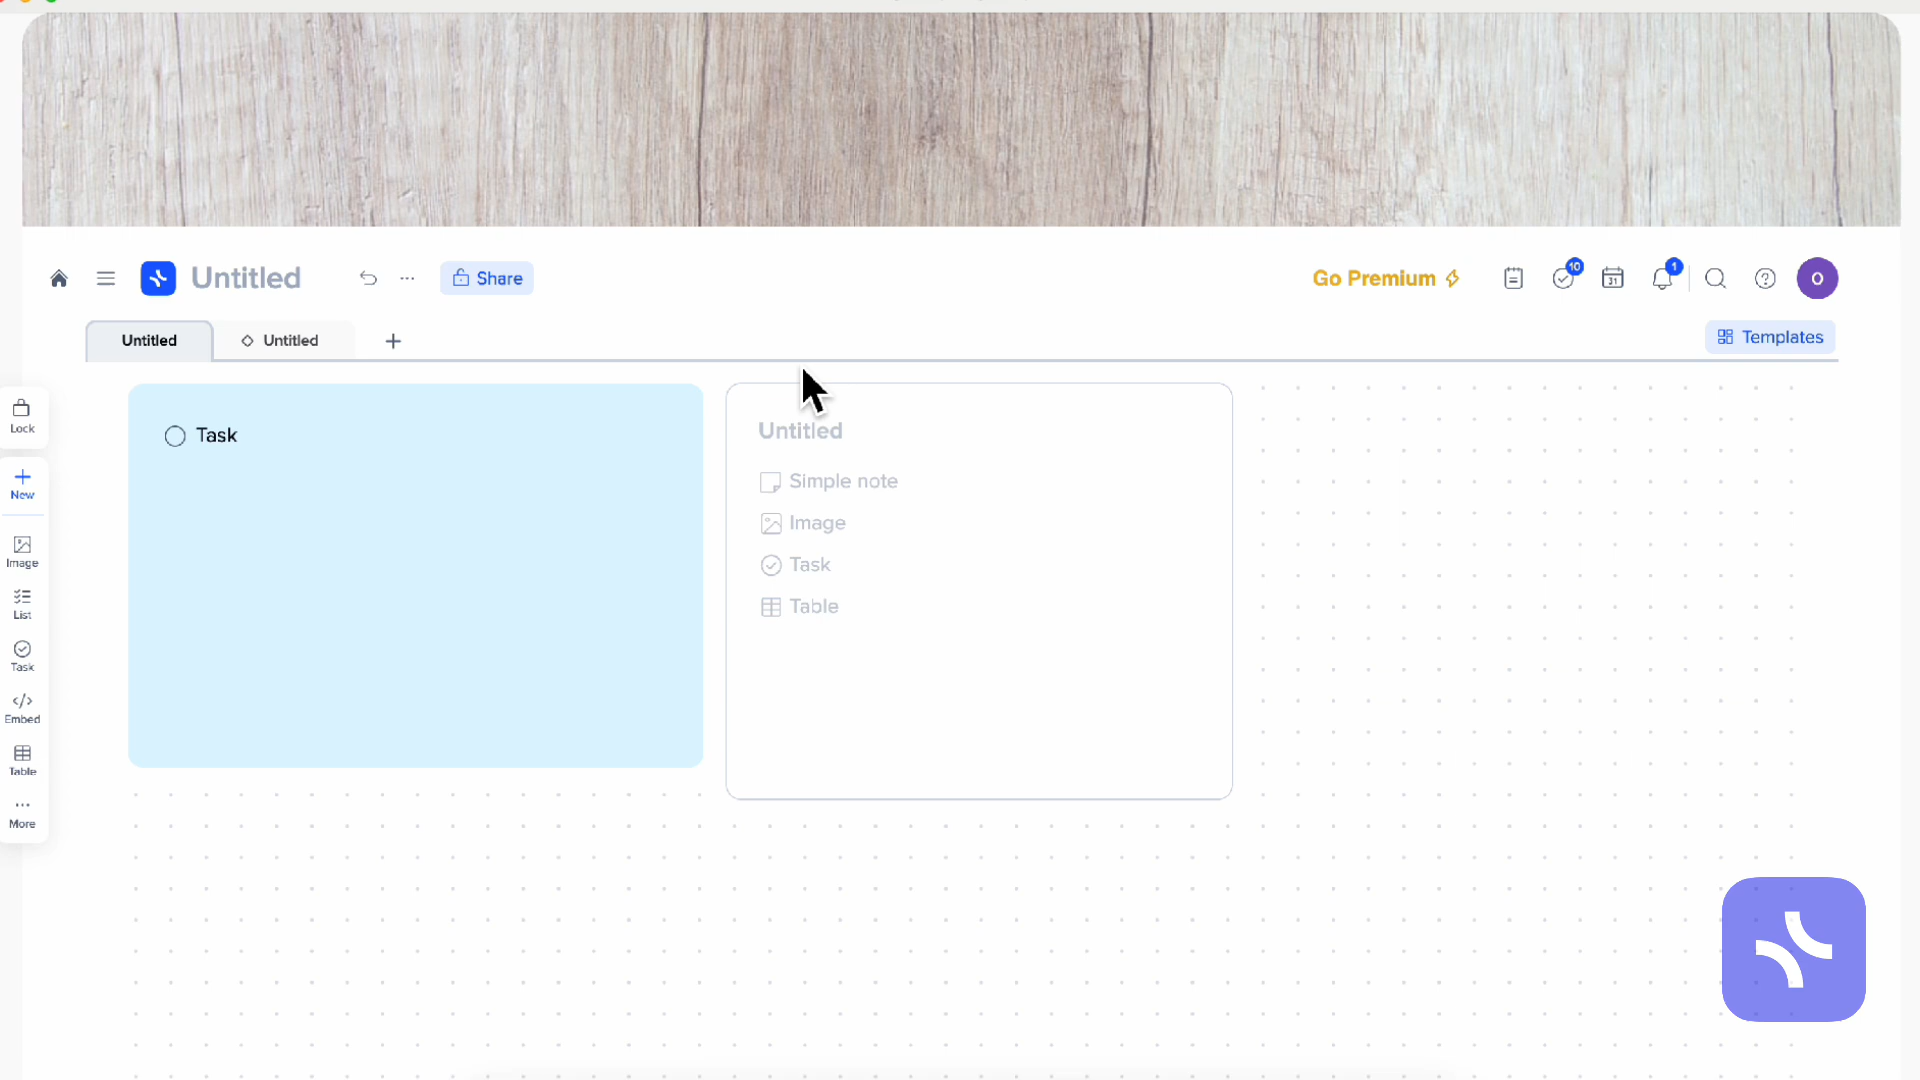 Untitled
Share
Go Premium
10
31
1
O
Untitled
Untitled
Templates
Lock
New
Image
List
Task
Embed
Table
More
Task
Untitled
Simple note
Image
Task
Table